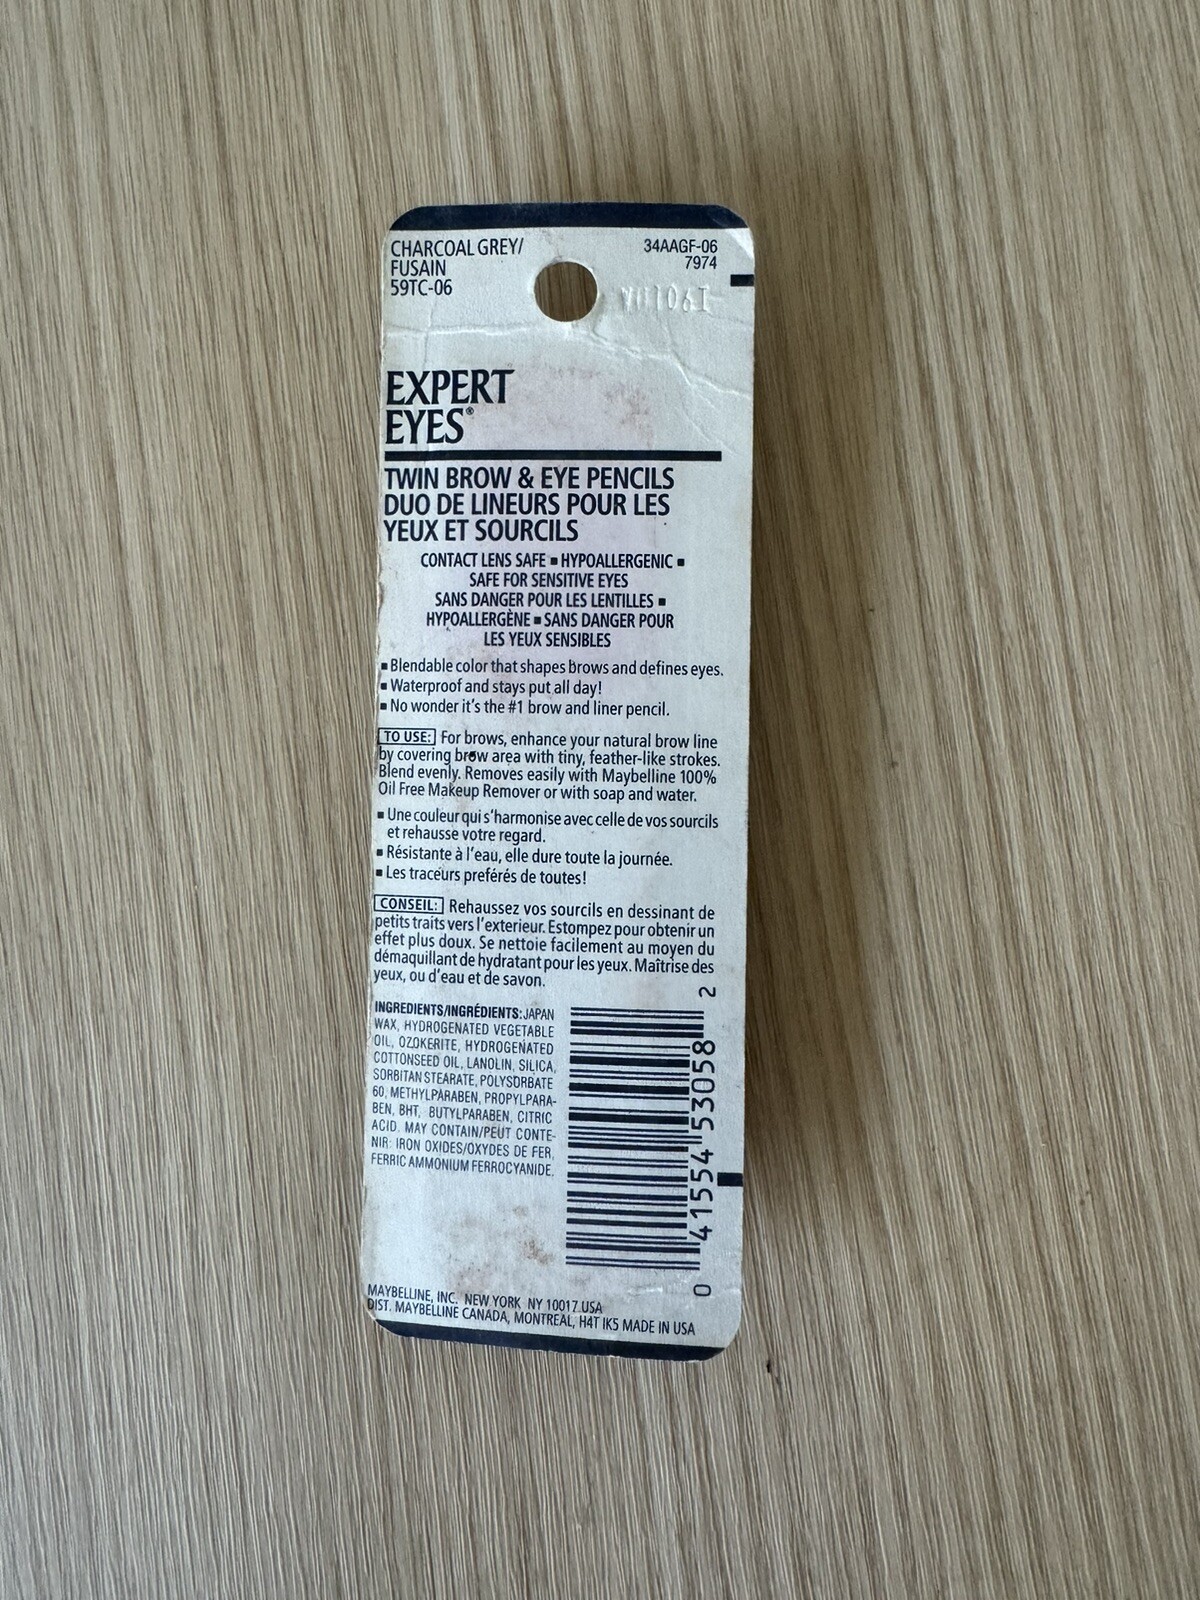 CHARCOAL GREY/
FUSAIN
59TC-06
34AAGF-06
7974
EXPERT
EYES®
TWIN BROW & EYE PENCILS
DUO DE LINEURS POUR LES
YEUX ET SOURCILS
CONTACT LENS SAFE ▪ HYPOALLERGENIC ▪
SAFE FOR SENSITIVE EYES
SANS DANGER POUR LES LENTILLES ▪
HYPOALLERGÈNE ▪ SANS DANGER POUR
LES YEUX SENSIBLES
▪ Blendable color that shapes brows and defines eyes.
▪ Waterproof and stays put all day!
▪ No wonder it's the #1 brow and liner pencil.
TO USE: For brows, enhance your natural brow line
by covering brow area with tiny, feather-like strokes.
Blend evenly. Removes easily with Maybelline 100%
Oil Free Makeup Remover or with soap and water.
▪ Une couleur qui s'harmonise avec celle de vos sourcils
et rehausse votre regard.
▪ Résistante à l'eau, elle dure toute la journée.
▪ Les traceurs preférés de toutes!
CONSEIL: Rehaussez vos sourcils en dessinant de
petits traits vers l'exterieur. Estompez pour obtenir un
effet plus doux. Se nettoie facilement au moyen du
démaquillant de hydratant pour les yeux. Maîtrise des
yeux, ou d'eau et de savon.
INGREDIENTS/INGRÉDIENTS: JAPAN
WAX, HYDROGENATED VEGETABLE
OIL, OZOKERITE, HYDROGENATED
COTTONSEED OIL, LANOLIN, SILICA,
SORBITAN STEARATE, POLYSORBATE
60, METHYLPARABEN, PROPYLPARA-
BEN, BHT, BUTYLPARABEN, CITRIC
ACID. MAY CONTAIN/PEUT CONTE-
NIR: IRON OXIDES/OXYDES DE FER,
FERRIC AMMONIUM FERROCYANIDE.
0 41554 53058 2
MAYBELLINE, INC. NEW YORK NY 10017 USA
DIST. MAYBELLINE CANADA, MONTREAL, H4T IK5 MADE IN USA